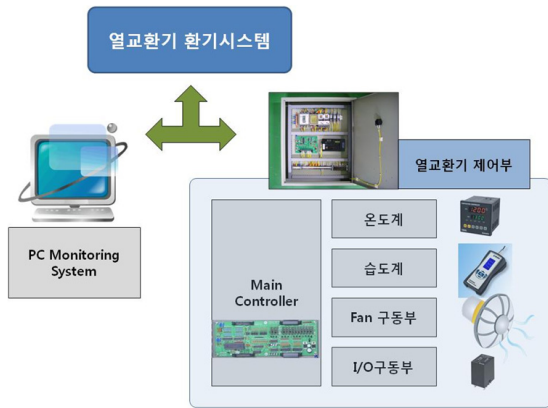 열교환기 환기시스템
열교환기 제어부
PC Monitoring
System
Main
Controller
온도계
습도계
Fan 구동부
I/O구동부